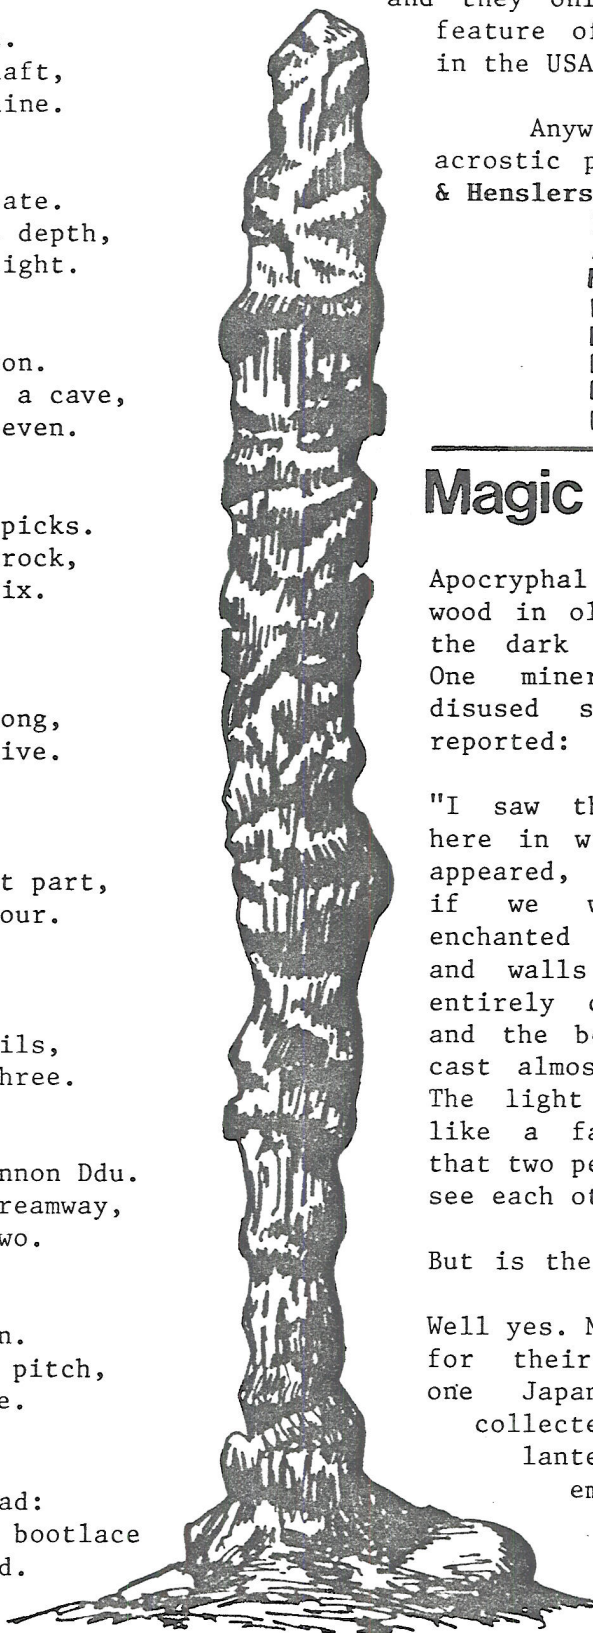 aft,
ine.
ate.
depth,
ight.
on.
a cave,
even.
picks.
rock,
ix.
ong,
ive.
t part,
our.
ils,
hree.
nnon Ddu.
reamway,
wo.
n.
pitch,
e.
ad:
bootlace
d.
and they onl
feature of
in the USA
Anyw
acrostic p
& Henslers
Magic
Apocryphal
wood in ol
the dark
One miner
disused s
reported:
"I saw th
here in w
appeared,
if we w
enchanted
and walls
entirely c
and the b
cast almos
The light
like a fa
that two pe
see each ot
But is the
Well yes. N
for their
one Japan
collecte
lante
en